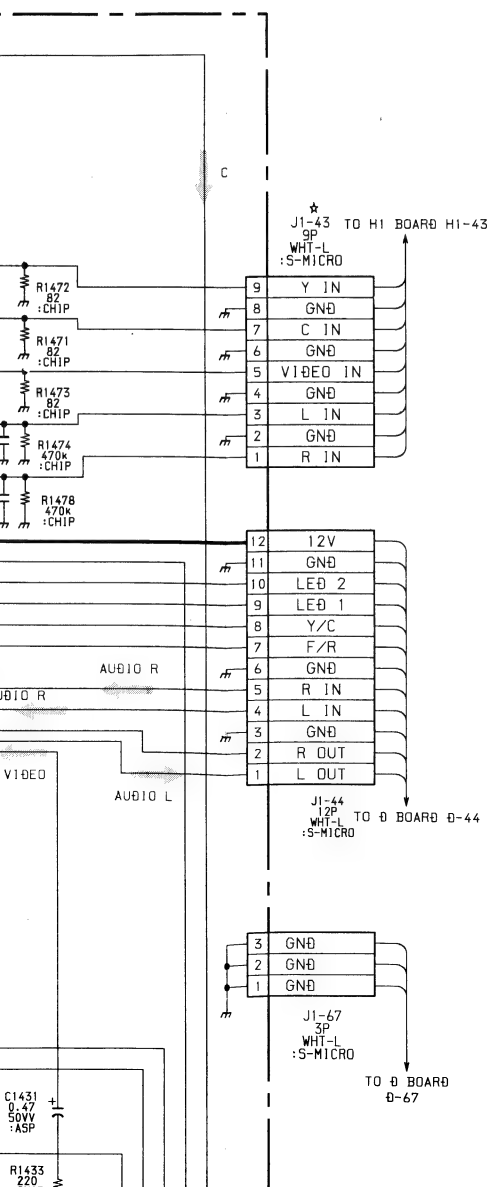 C
☆
J1-43 TO H1 BOARD H1-43
9P
WHT-L
:S-MICRO
R1472
82
:CHIP
R1471
82
:CHIP
R1473
82
:CHIP
R1474
470k
:CHIP
R1478
470k
:CHIP
9 Y IN
8 GND
7 C IN
6 GND
5 VIDEO IN
4 GND
3 L IN
2 GND
1 R IN
12 12V
11 GND
10 LED 2
9 LED 1
8 Y/C
7 F/R
6 GND
5 R IN
4 L IN
3 GND
2 R OUT
1 L OUT
AUDIO R
UDIO R
VIDEO
AUDIO L
J1-44
12P
WHT-L
:S-MICRO
TO D BOARD D-44
3 GND
2 GND
1 GND
J1-67
3P
WHT-L
:S-MICRO
TO D BOARD
D-67
C1431
0.47
50VV
:ASP
+
R1433
220